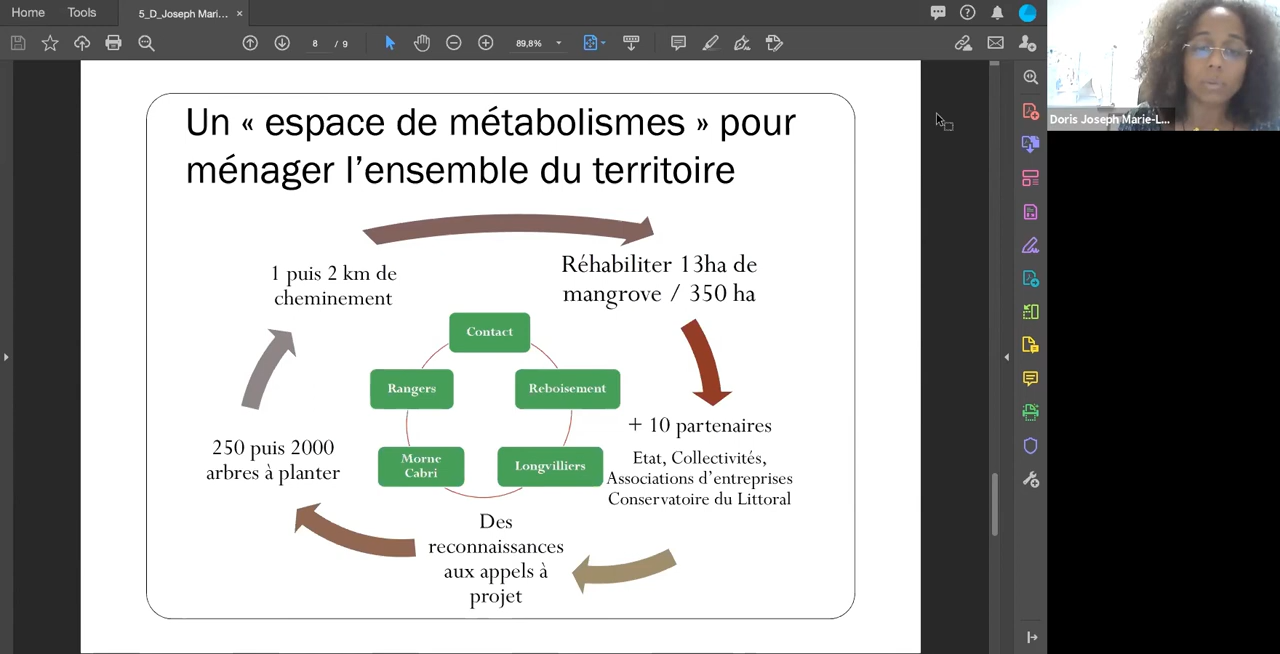 Home
Tools
5_D_Joseph Mari...
×
8 / 9
89,8%
Doris Joseph Marie-L...
Un « espace de métabolismes » pour
ménager l’ensemble du territoire
1 puis 2 km de
cheminement
Réhabiliter 13ha de
mangrove / 350 ha
Contact
Rangers
Reboisement
Morne
Cabri
Longvilliers
+ 10 partenaires
Etat, Collectivités,
Associations d’entreprises
Conservatoire du Littoral
250 puis 2000
arbres à planter
Des
reconnaissances
aux appels à
projet